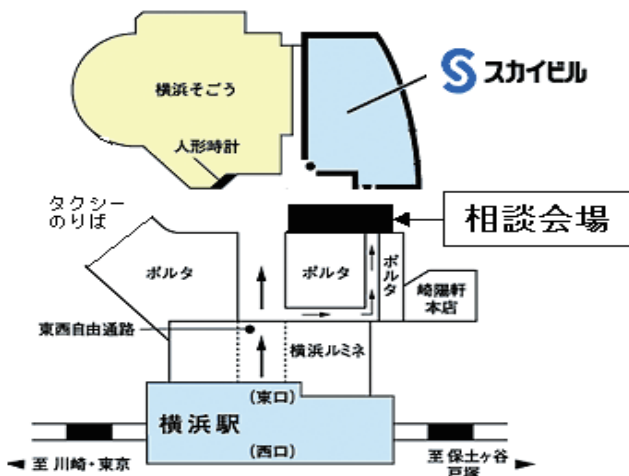 横浜そごう
スカイビル
人形時計
タクシー
のりば
相談会場
ポルタ
ポルタ
ポルタ
崎陽軒
本店
東西自由通路
横浜ルミネ
(東口)
横浜駅
(西口)
至 川崎・東京
至 保土ヶ谷
戸塚